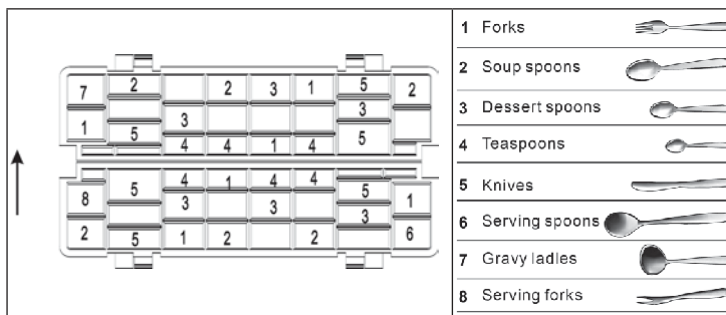 7 2 2 3 1 5 2
3
1 5 3 5
4 4 1 4
8 5 4 1 4 4 5 1
3 3 3
2 5 1 2 2 6
1 Forks
2 Soup spoons
3 Dessert spoons
4 Teaspoons
5 Knives
6 Serving spoons
7 Gravy ladles
8 Serving forks